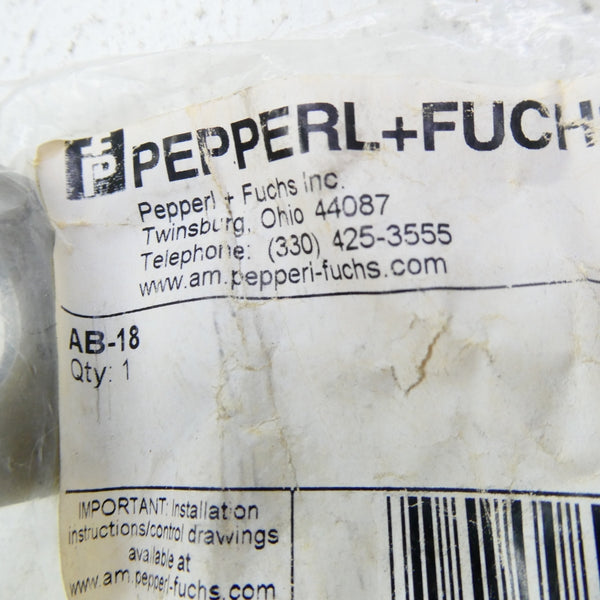 PEPPERL+FUCH
Pepperl + Fuchs Inc.
Twinsburg, Ohio 44087
Telephone: (330) 425-3555
www.am.pepperl-fuchs.com
AB-18
Qty: 1
IMPORTANT: Installation
instructions/control drawings
available at
www.am.pepperl-fuchs.com